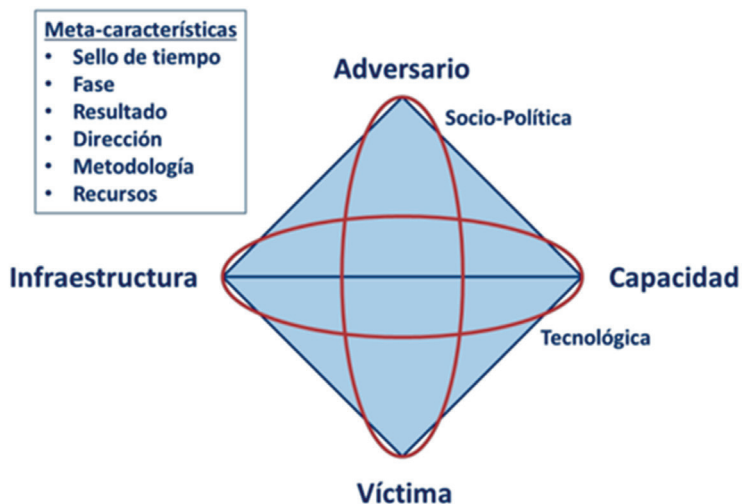 Meta-características
• Sello de tiempo
• Fase
• Resultado
• Dirección
• Metodología
• Recursos
Adversario
Socio-Política
Infraestructura
Capacidad
Tecnológica
Víctima